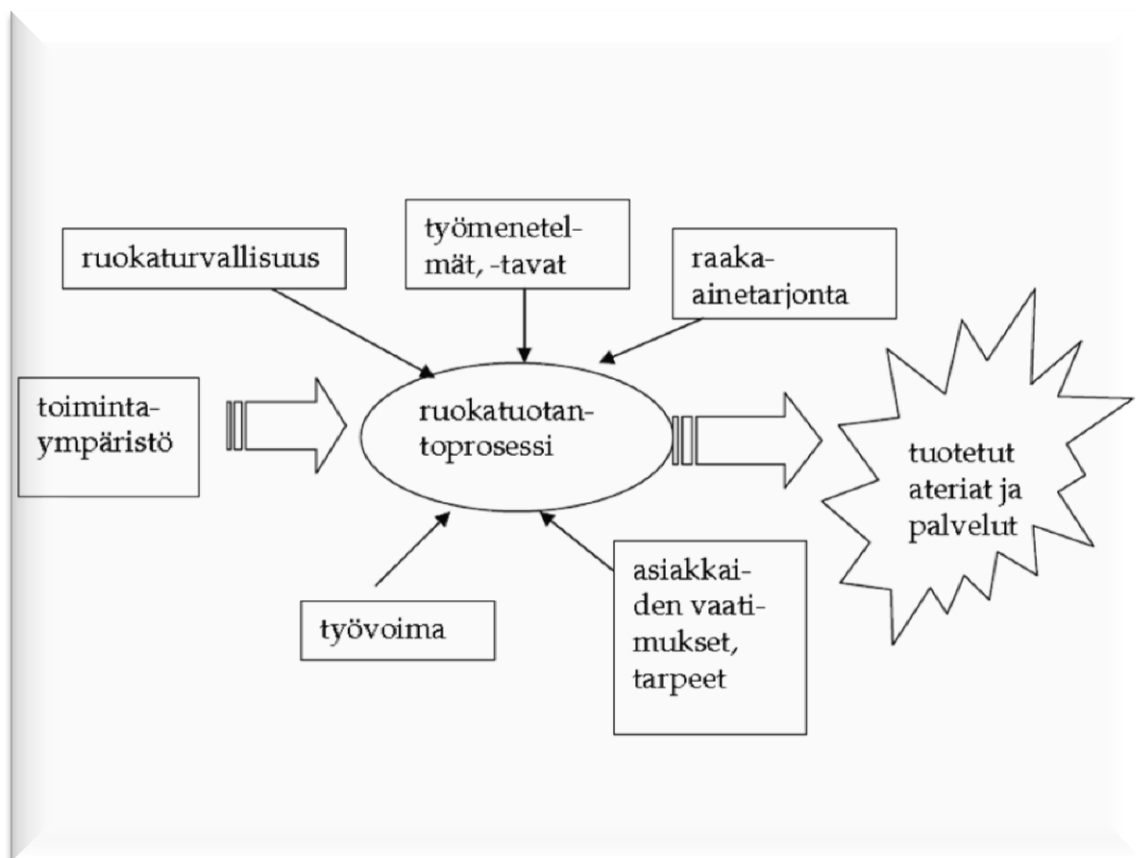 ruokaturvallisuus
työmenetel-
mät, -tavat
raaka-
ainetarjonta
toiminta-
ympäristö
ruokatuotan-
toprosessi
tuotetut
ateriat ja
palvelut
työvoima
asiakkai-
den vaati-
mukset,
tarpeet